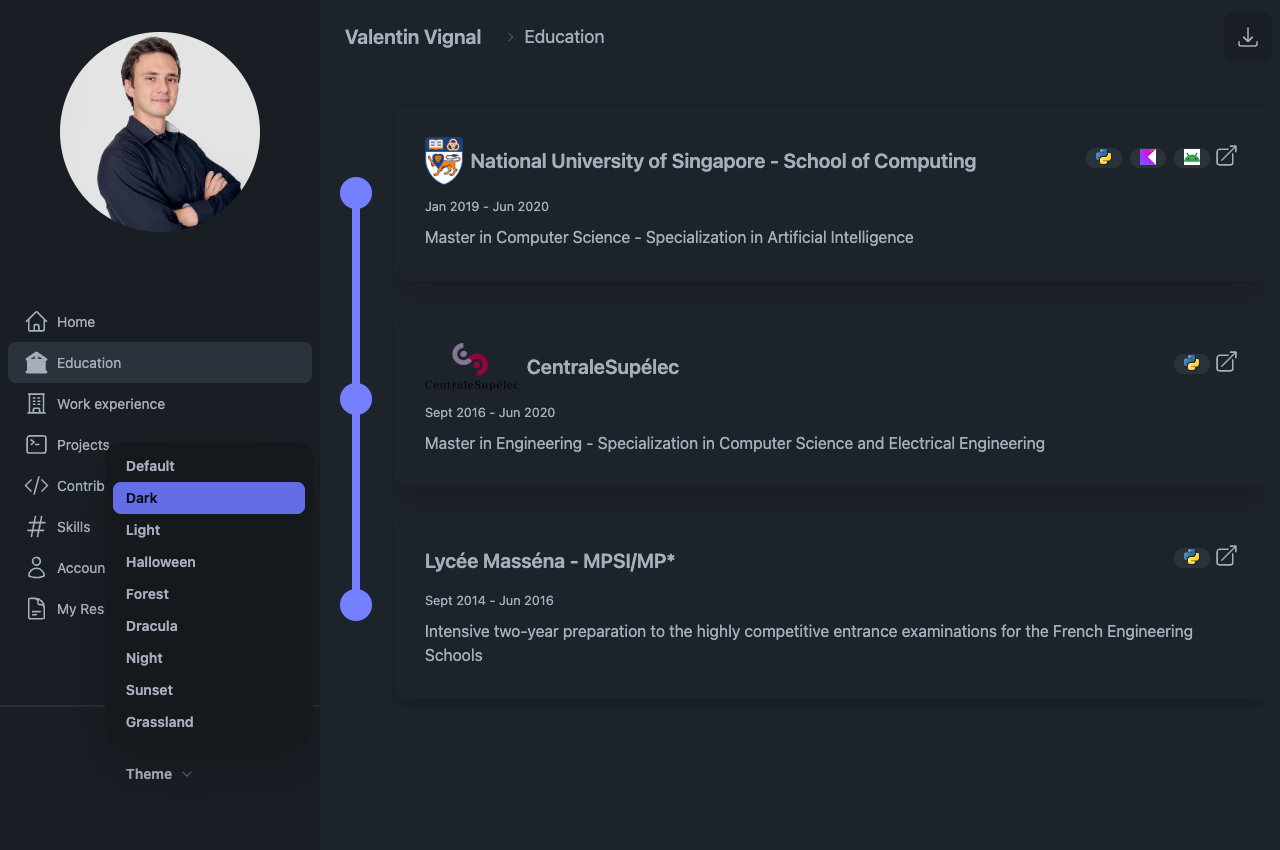 Valentin Vignal
Education
Home
Education
Work experience
Projects
Contrib
Skills
Accoun
My Res
Default
Dark
Light
Halloween
Forest
Dracula
Night
Sunset
Grassland
Theme
National University of Singapore - School of Computing
Jan 2019 - Jun 2020
Master in Computer Science - Specialization in Artificial Intelligence
CentraleSupélec
CentraleSupélec
Sept 2016 - Jun 2020
Master in Engineering - Specialization in Computer Science and Electrical Engineering
Lycée Masséna - MPSI/MP*
Sept 2014 - Jun 2016
Intensive two-year preparation to the highly competitive entrance examinations for the French Engineering
Schools